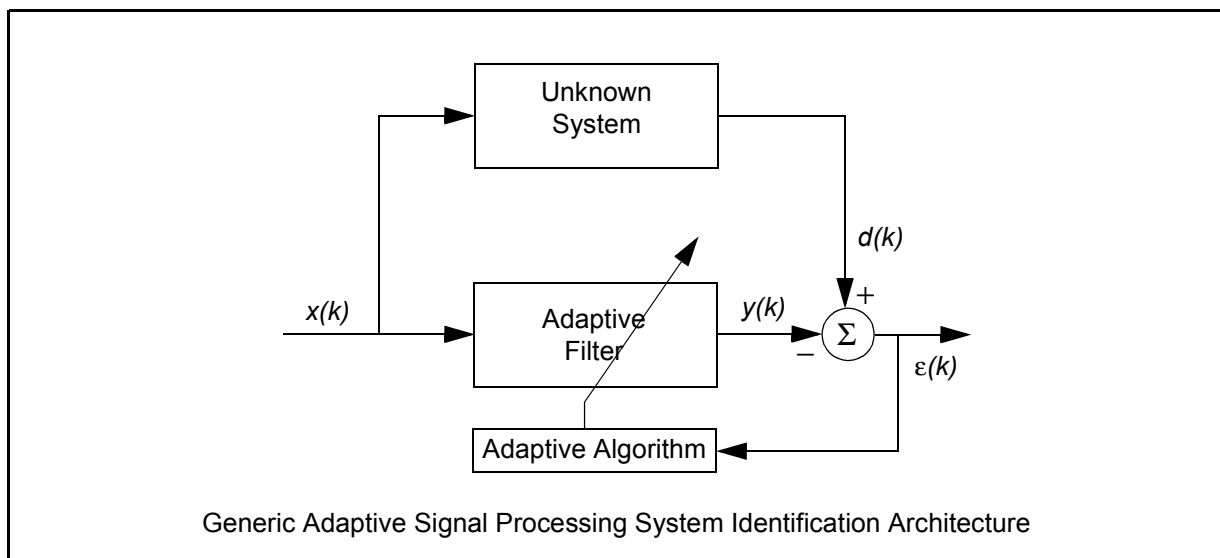 Unknown
System
d(k)
x(k)
Adaptive
Filter
y(k)
+
−
Σ
ε(k)
Adaptive Algorithm
Generic Adaptive Signal Processing System Identification Architecture